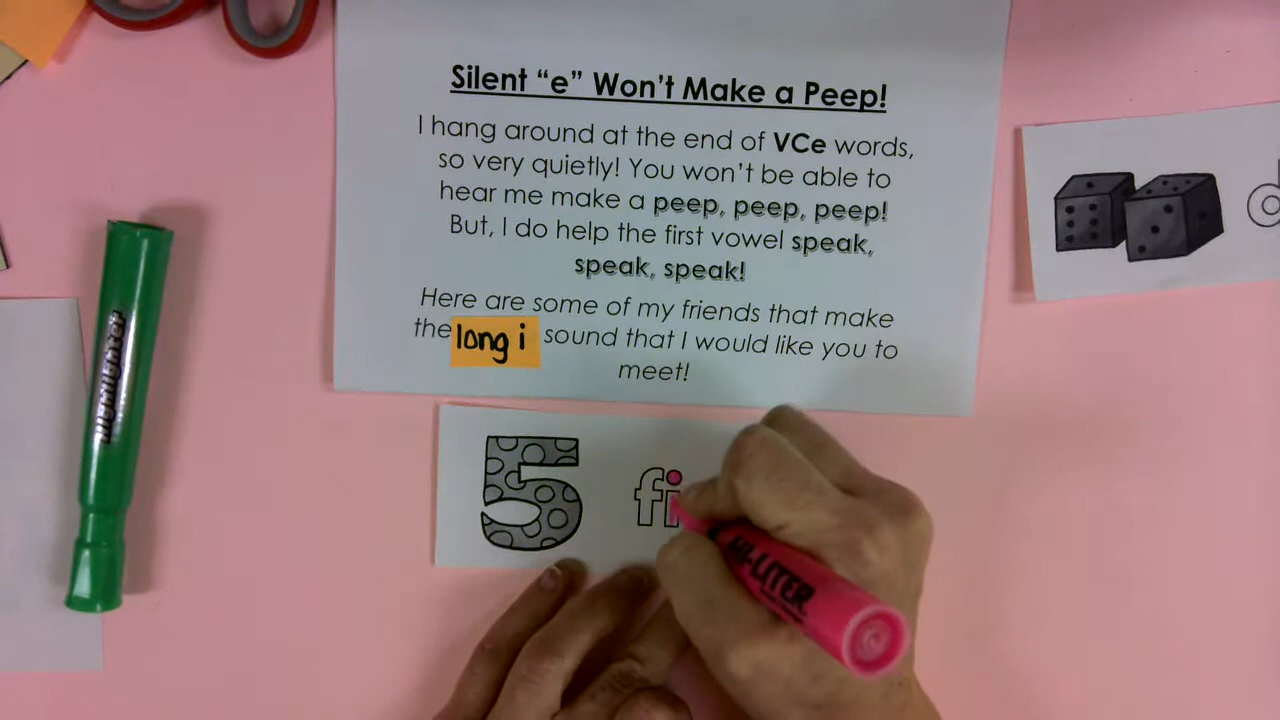 Silent “e” Won’t Make a Peep!
I hang around at the end of VCe words,
so very quietly! You won’t be able to
hear me make a peep, peep, peep!
But, I do help the first vowel speak,
speak, speak!
Here are some of my friends that make
the long i sound that I would like you to
meet!
5 fi
HI-LITER
Highlighter